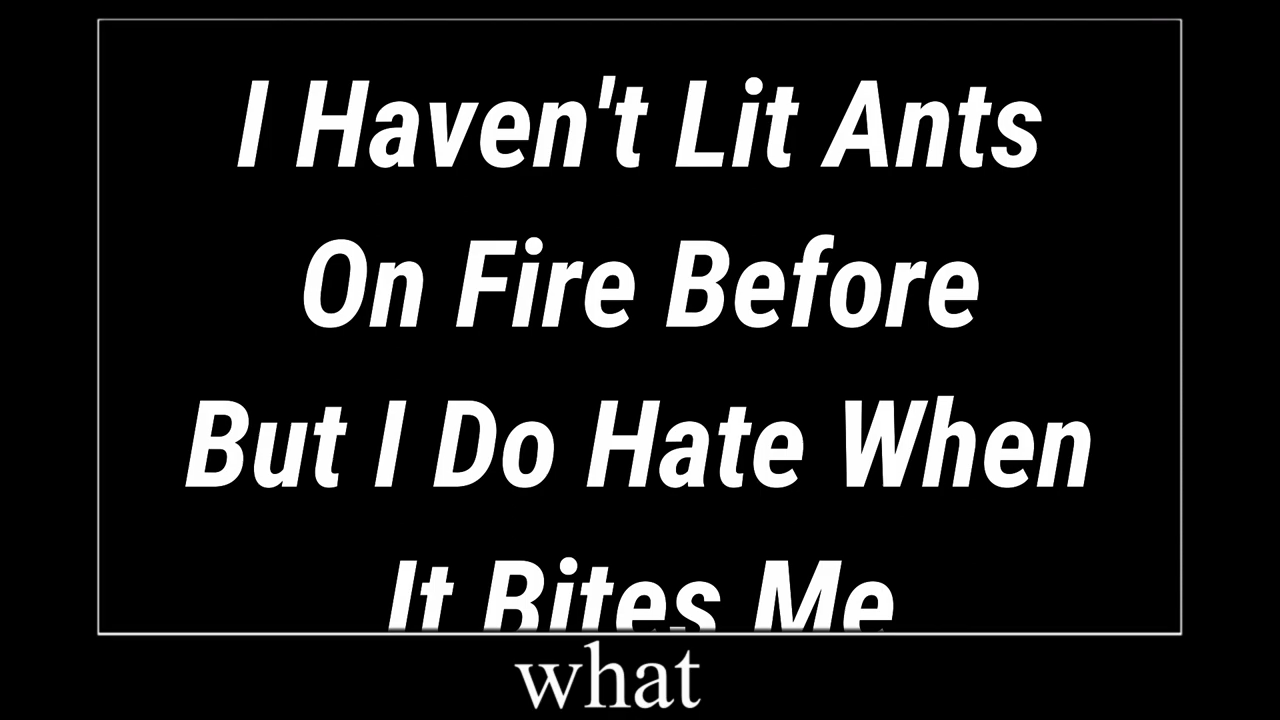 I Haven't Lit Ants
On Fire Before
But I Do Hate When
It Bites Me
what